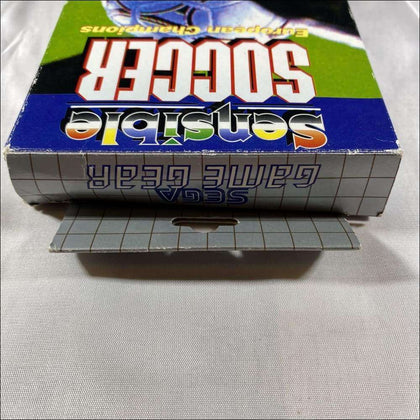 SEGA
GAME GEAR
Sensible
SOCCER
European Champions